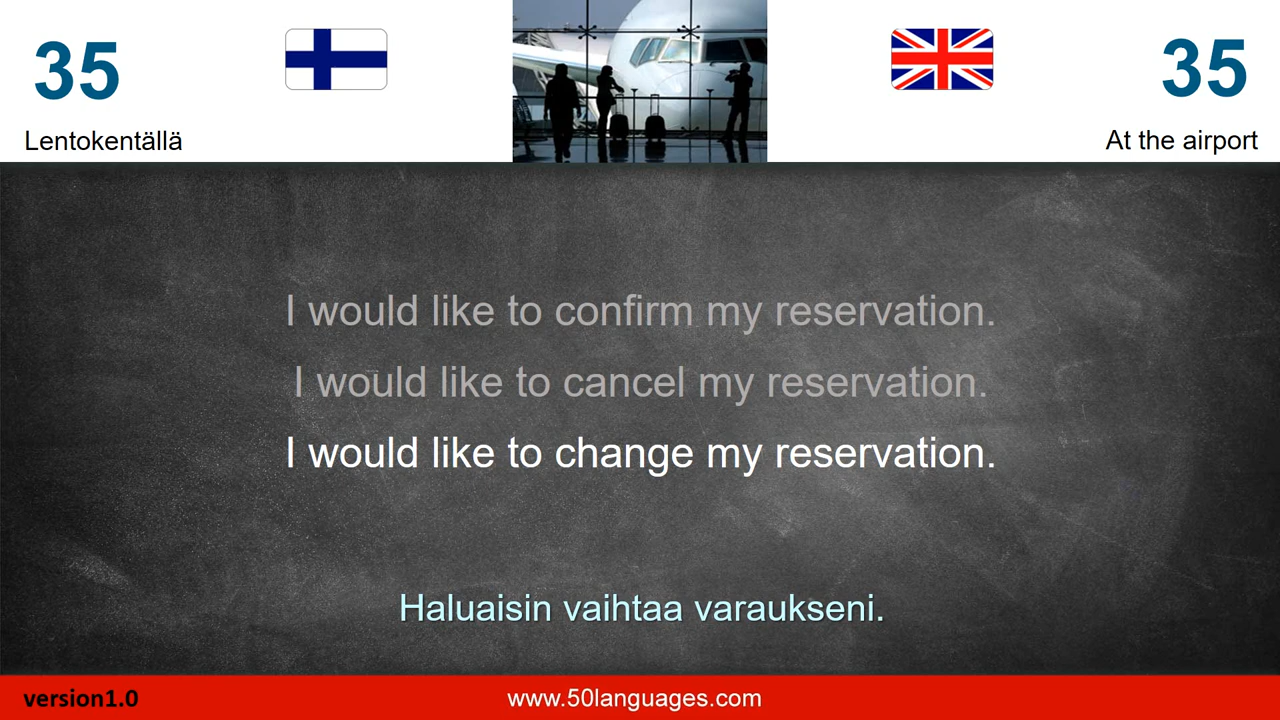 35
35
Lentokentällä
At the airport
I would like to confirm my reservation.
I would like to cancel my reservation.
I would like to change my reservation.
Haluaisin vaihtaa varaukseni.
version1.0
www.50languages.com